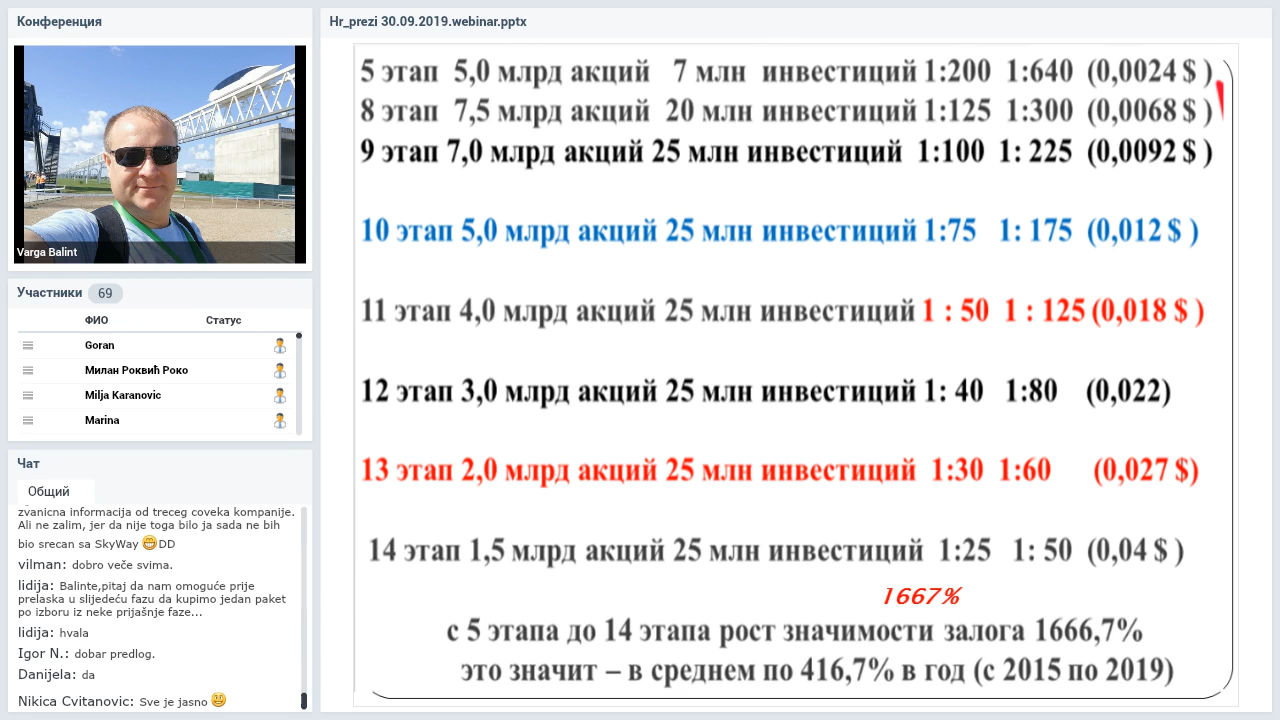 Конференция
Varga Balint
Участники 69
ФИО Статус
Goran
Милан Роквић Роко
Milja Karanovic
Marina
Чат
Общий
zvanicna informacija od treceg coveka kompanije.
Ali ne zalim, jer da nije toga bilo ja sada ne bih
bio srecan sa SkyWay 😁DD
vilman: dobro veče svima.
lidija: Balinte,pitaj da nam omoguće prije
prelaska u slijedeću fazu da kupimo jedan paket
po izboru iz neke prijašnje faze...
lidija: hvala
Igor N.: dobar predlog.
Danijela: da
Nikica Cvitanovic: Sve je jasno 🙂
Hr_prezi 30.09.2019.webinar.pptx
5 этап 5,0 млрд акций 7 млн инвестиций 1:200 1:640 (0,0024 $ )
8 этап 7,5 млрд акций 20 млн инвестиций 1:125 1:300 (0,0068 $ )
9 этап 7,0 млрд акций 25 млн инвестиций 1:100 1: 225 (0,0092 $ )
10 этап 5,0 млрд акций 25 млн инвестиций 1:75 1: 175 (0,012 $ )
11 этап 4,0 млрд акций 25 млн инвестиций 1 : 50 1 : 125 (0,018 $ )
12 этап 3,0 млрд акций 25 млн инвестиций 1: 40 1:80 (0,022)
13 этап 2,0 млрд акций 25 млн инвестиций 1:30 1:60 (0,027 $)
14 этап 1,5 млрд акций 25 млн инвестиций 1:25 1: 50 (0,04 $ )
1667%
с 5 этапа до 14 этапа рост значимости залога 1666,7%
это значит – в среднем по 416,7% в год (с 2015 по 2019)